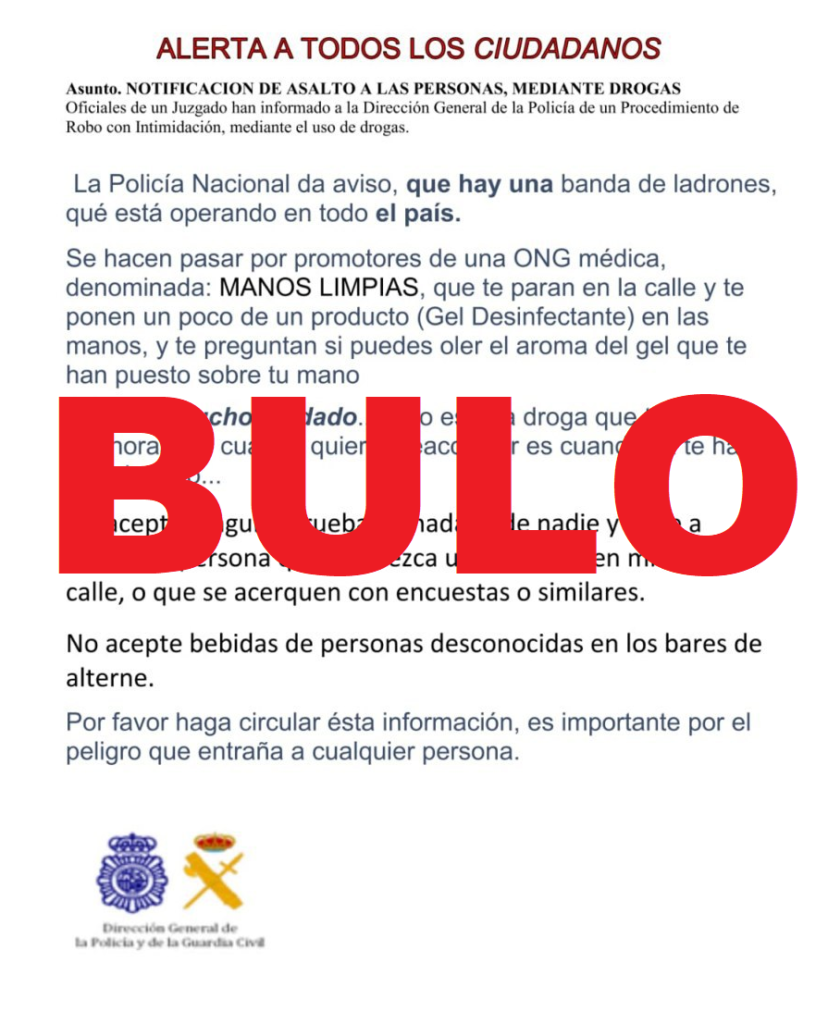 ALERTA A TODOS LOS CIUDADANOS
Asunto. NOTIFICACION DE ASALTO A LAS PERSONAS, MEDIANTE DROGAS
Oficiales de un Juzgado han informado a la Dirección General de la Policía de un Procedimiento de
Robo con Intimidación, mediante el uso de drogas.
La Policía Nacional da aviso, que hay una banda de ladrones,
qué está operando en todo el país.
Se hacen pasar por promotores de una ONG médica,
denominada: MANOS LIMPIAS, que te paran en la calle y te
ponen un poco de un producto (Gel Desinfectante) en las
manos, y te preguntan si puedes oler el aroma del gel que te
han puesto sobre tu mano
droga que
es te
BULO
nadie y a
calle, o que se acerquen con encuestas o similares.
No acepte bebidas de personas desconocidas en los bares de
alterne.
Por favor haga circular ésta información, es importante por el
peligro que entraña a cualquier persona.
Dirección General de
la Policía y de la Guardia Civil